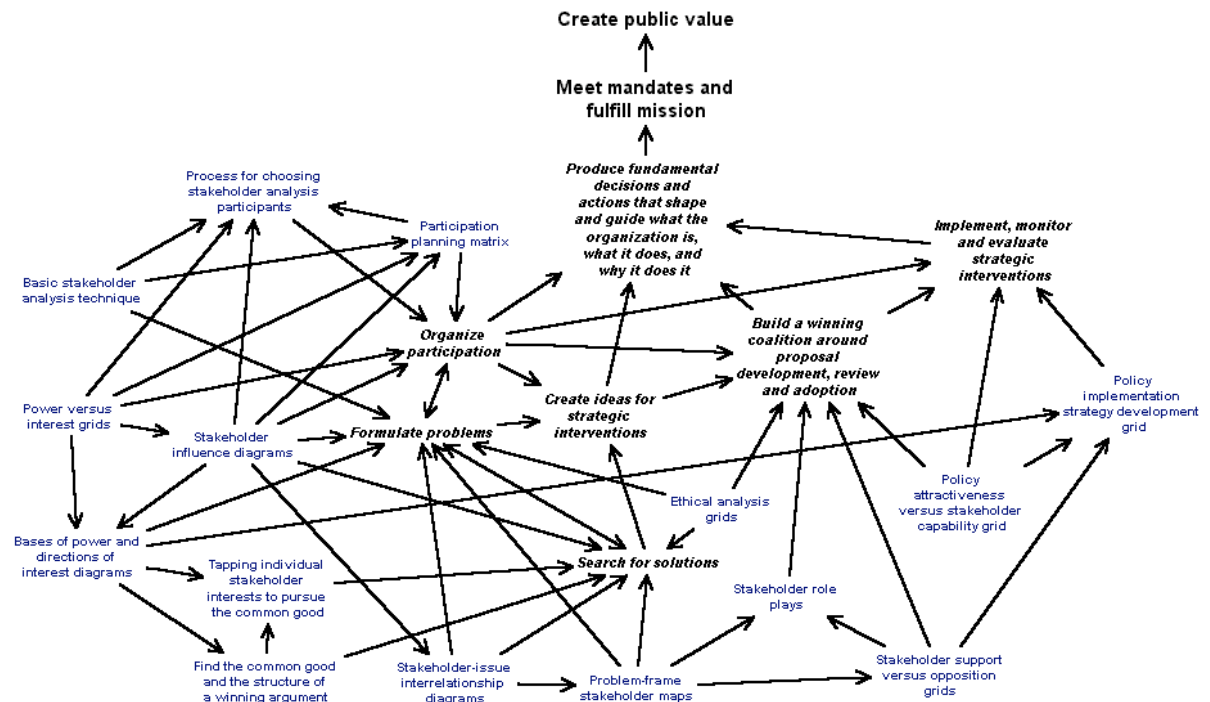 Create public value
Meet mandates and
fulfill mission
Produce fundamental
decisions and
actions that shape
and guide what the
organization is,
what it does, and
why it does it
Process for choosing
stakeholder analysis
participants
Participation
planning matrix
Implement, monitor
and evaluate
strategic
interventions
Basic stakeholder
analysis technique
Organize
participation
Build a winning
coalition around
proposal
development, review
and adoption
Create ideas for
strategic
interventions
Policy
implementation
strategy development
grid
Power versus
interest grids
Stakeholder
influence diagrams
Formulate problems
Ethical analysis
grids
Policy
attractiveness
versus stakeholder
capability grid
Bases of power and
directions of
interest diagrams
Tapping individual
stakeholder
interests to pursue
the common good
Search for solutions
Stakeholder role
plays
Find the common good
and the structure of
a winning argument
Stakeholder-issue
interrelationship
diagrams
Problem-frame
stakeholder maps
Stakeholder support
versus opposition
grids